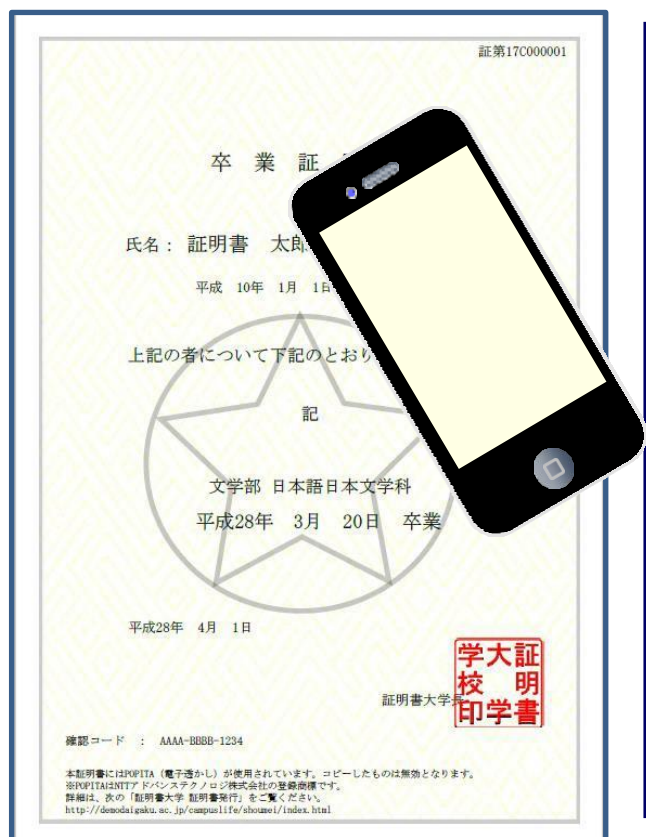 証第17C000001
卒 業 証
氏名： 証明書 太郎
平成 10年 1月 1日
上記の者について下記のとおり
記
文学部 日本語日本文学科
平成28年 3月 20日 卒業
平成28年 4月 1日
証明書大学長
証明書
大学
学校印
確認コード ： AAAA-BBBB-1234
本証明書にはPOPITA（電子透かし）が使用されています。コピーしたものは無効となります。
※POPITAはNTTアドバンステクノロジ株式会社の登録商標です。
詳細は、次の「証明書大学 証明書発行」をご覧ください。
http://demodaigaku.ac.jp/campuslife/shoumei/index.html